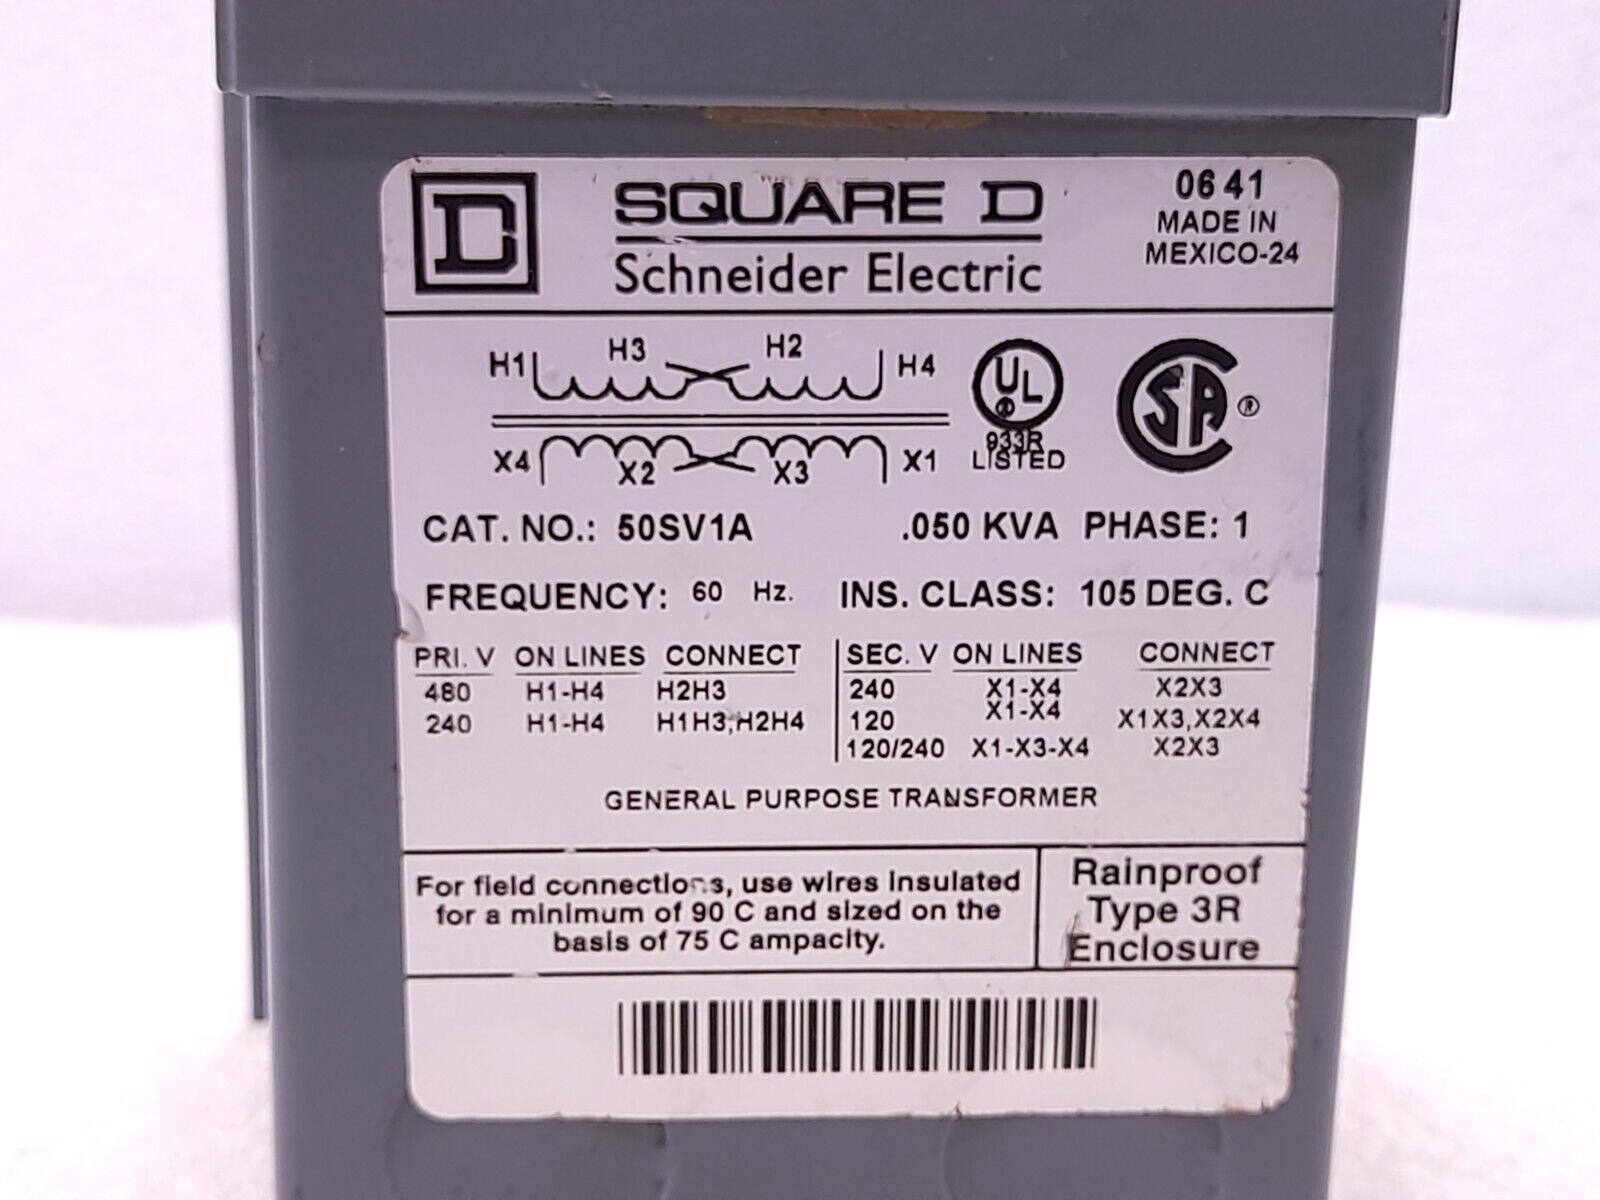 D
SQUARE D
Schneider Electric
06 41
MADE IN
MEXICO-24
H1 H3 H2 H4
X4 X2 X3 X1
UL
933R
LISTED
SA ®
CAT. NO.: 50SV1A .050 KVA PHASE: 1
FREQUENCY: 60 Hz. INS. CLASS: 105 DEG. C
PRI. V ON LINES CONNECT
480 H1-H4 H2H3
240 H1-H4 H1H3,H2H4
SEC. V ON LINES CONNECT
240 X1-X4 X2X3
120 X1-X4 X1X3,X2X4
120/240 X1-X3-X4 X2X3
GENERAL PURPOSE TRANSFORMER
For field connections, use wires insulated
for a minimum of 90 C and sized on the
basis of 75 C ampacity.
Rainproof
Type 3R
Enclosure